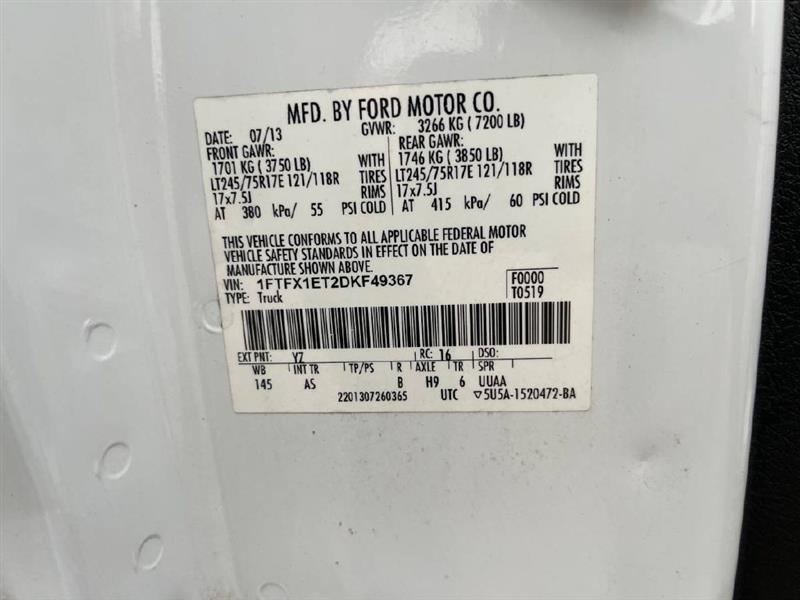 MFD. BY FORD MOTOR CO.
DATE: 07/13 GVWR: 3266 KG ( 7200 LB)
FRONT GAWR: REAR GAWR:
1701 KG ( 3750 LB) WITH 1746 KG ( 3850 LB) WITH
LT245/75R17E 121/118R TIRES LT245/75R17E 121/118R TIRES
17x7.5J RIMS 17x7.5J RIMS
AT 380 kPa/ 55 PSI COLD AT 415 kPa/ 60 PSI COLD
THIS VEHICLE CONFORMS TO ALL APPLICABLE FEDERAL MOTOR
VEHICLE SAFETY STANDARDS IN EFFECT ON THE DATE OF
MANUFACTURE SHOWN ABOVE.
VIN: 1FTFX1ET2DKF49367 F0000
TYPE: Truck T0519
EXT PNT: YZ RC: 16 DSO:
WB INT TR TP/PS R AXLE TR SPR
145 AS B H9 6 UUAA
2201307260365 UTC ▽5U5A-1520472-BA